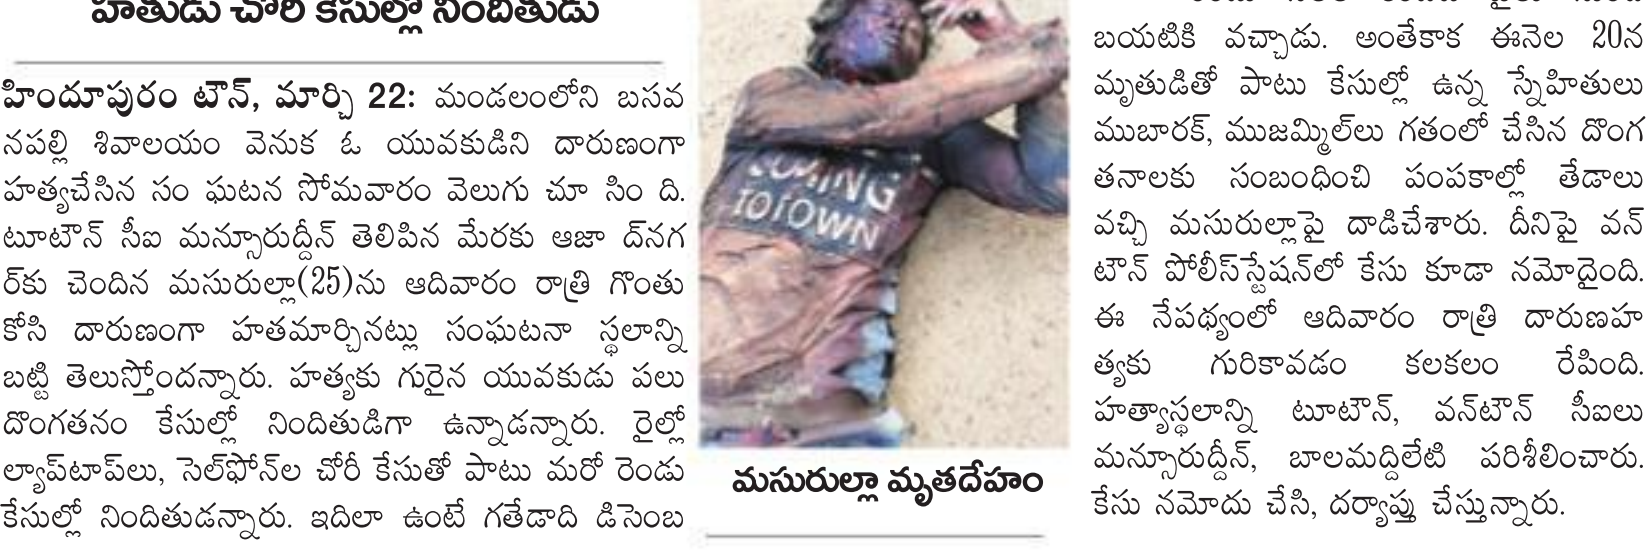 హతుడు చోరీ కేసుల్లో నిందితుడు
హిందూపురం టౌన్, మార్చి 22: మండలంలోని బసవ
నపల్లి శివాలయం వెనుక ఓ యువకుడిని దారుణంగా
హత్యచేసిన సం ఘటన సోమవారం వెలుగు చూ సిం ది.
టూటౌన్ సీఐ మన్సూరుద్దీన్ తెలిపిన మేరకు ఆజా ద్‌నగ
ర్‌కు చెందిన మసురుల్లా(25)ను ఆదివారం రాత్రి గొంతు
కోసి దారుణంగా హతమార్చినట్లు సంఘటనా స్థలాన్ని
బట్టి తెలుస్తోందన్నారు. హత్యకు గురైన యువకుడు పలు
దొంగతనం కేసుల్లో నిందితుడిగా ఉన్నాడన్నారు. రైల్లో
ల్యాప్‌టాప్‌లు, సెల్‌ఫోన్‌ల చోరీ కేసుతో పాటు మరో రెండు
కేసుల్లో నిందితుడన్నారు. ఇదిలా ఉంటే గతేడాది డిసెంబ
COMING
TO TOWN
మసురుల్లా మృతదేహం
బయటికి వచ్చాడు. అంతేకాక ఈనెల 20న
మృతుడితో పాటు కేసుల్లో ఉన్న స్నేహితులు
ముబారక్, ముజమ్మిల్‌లు గతంలో చేసిన దొంగ
తనాలకు సంబంధించి పంపకాల్లో తేడాలు
వచ్చి మసురుల్లాపై దాడిచేశారు. దీనిపై వన్
టౌన్ పోలీస్‌స్టేషన్‌లో కేసు కూడా నమోదైంది.
ఈ నేపథ్యంలో ఆదివారం రాత్రి దారుణహ
త్యకు గురికావడం కలకలం రేపింది.
హత్యాస్థలాన్ని టూటౌన్, వన్‌టౌన్ సీఐలు
మన్సూరుద్దీన్, బాలమద్దిలేటి పరిశీలించారు.
కేసు నమోదు చేసి, దర్యాప్తు చేస్తున్నారు.